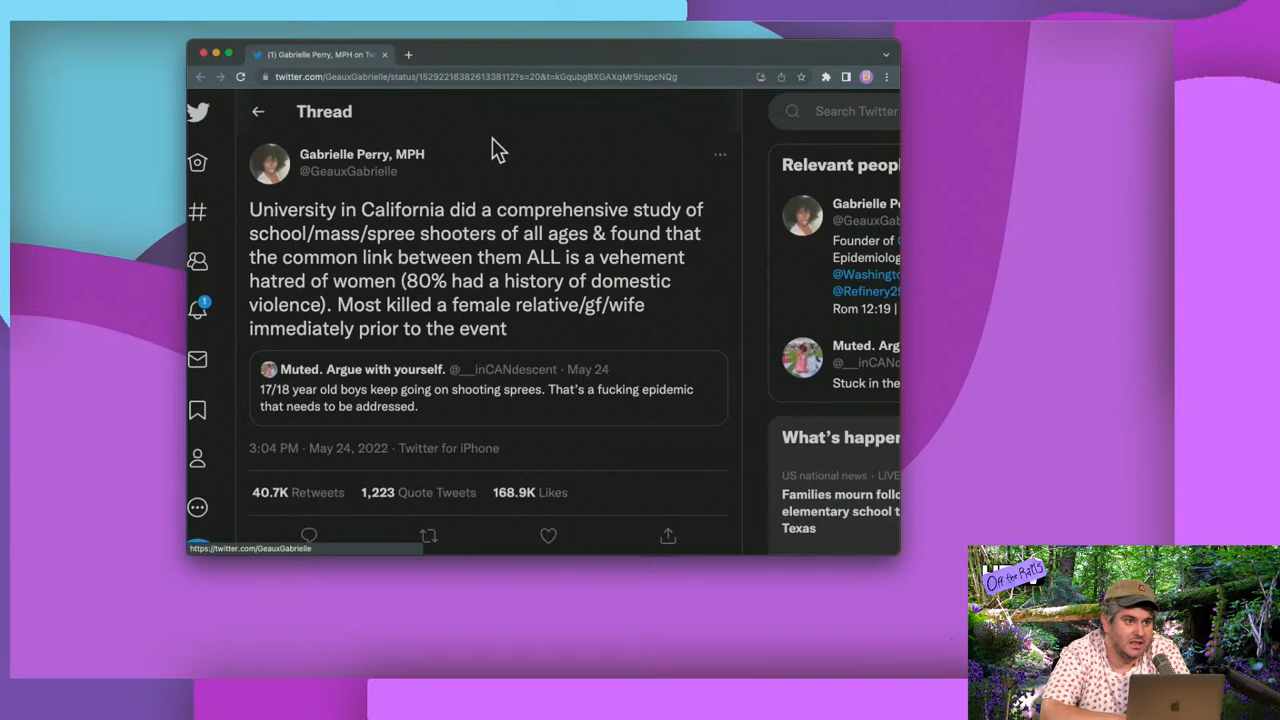 (1) Gabrielle Perry, MPH on Tw
twitter.com/GeauxGabrielle/status/1529221838261338112?s=20&t=kGqubgBXGAXqMrShspcNQg
Thread
Search Twitter
Gabrielle Perry, MPH
@GeauxGabrielle
University in California did a comprehensive study of
school/mass/spree shooters of all ages & found that
the common link between them ALL is a vehement
hatred of women (80% had a history of domestic
violence). Most killed a female relative/gf/wife
immediately prior to the event
Muted. Argue with yourself. @__inCANdescent · May 24
17/18 year old boys keep going on shooting sprees. That's a fucking epidemic
that needs to be addressed.
3:04 PM · May 24, 2022 · Twitter for iPhone
40.7K Retweets 1,223 Quote Tweets 168.9K Likes
1
https://twitter.com/GeauxGabrielle
Relevant peopl
Gabrielle P
@GeauxGab
Founder of
Epidemiolog
@Washingto
@Refinery29
Rom 12:19 |
Muted. Arg
@__inCANd
Stuck in the
What's happer
US national news · LIVE
Families mourn follo
elementary school t
Texas
Off the Rails